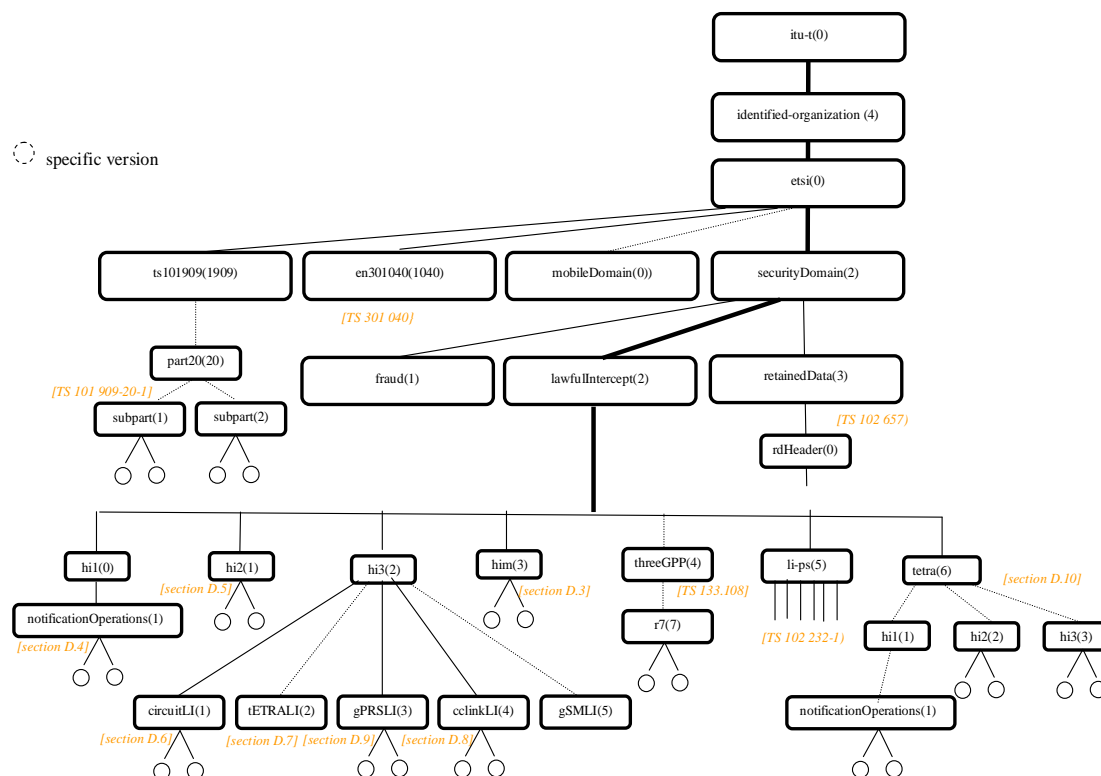 itu-t(0)
identified-organization (4)
specific version
etsi(0)
ts101909(1909)
en301040(1040)
mobileDomain(0))
securityDomain(2)
[TS 301 040}
part20(20)
[TS 101 909-20-1]
fraud(1)
lawfulIntercept(2)
retainedData(3)
subpart(1)
subpart(2)
[TS 102 657)
rdHeader(0)
hi1(0)
hi2(1)
hi3(2)
him(3)
threeGPP(4)
li-ps(5)
tetra(6)
[section D.5]
[section D.3]
[TS 133.108]
[section D.10]
notificationOperations(1)
[section D.4]
r7(7)
[TS 102 232-1)
hi1(1)
hi2(2)
hi3(3)
circuitLI(1)
tETRALI(2)
gPRSLI(3)
cclinkLI(4)
gSMLI(5)
notificationOperations(1)
[section D.6]
[section D.7]
[section D.9]
[section D.8]